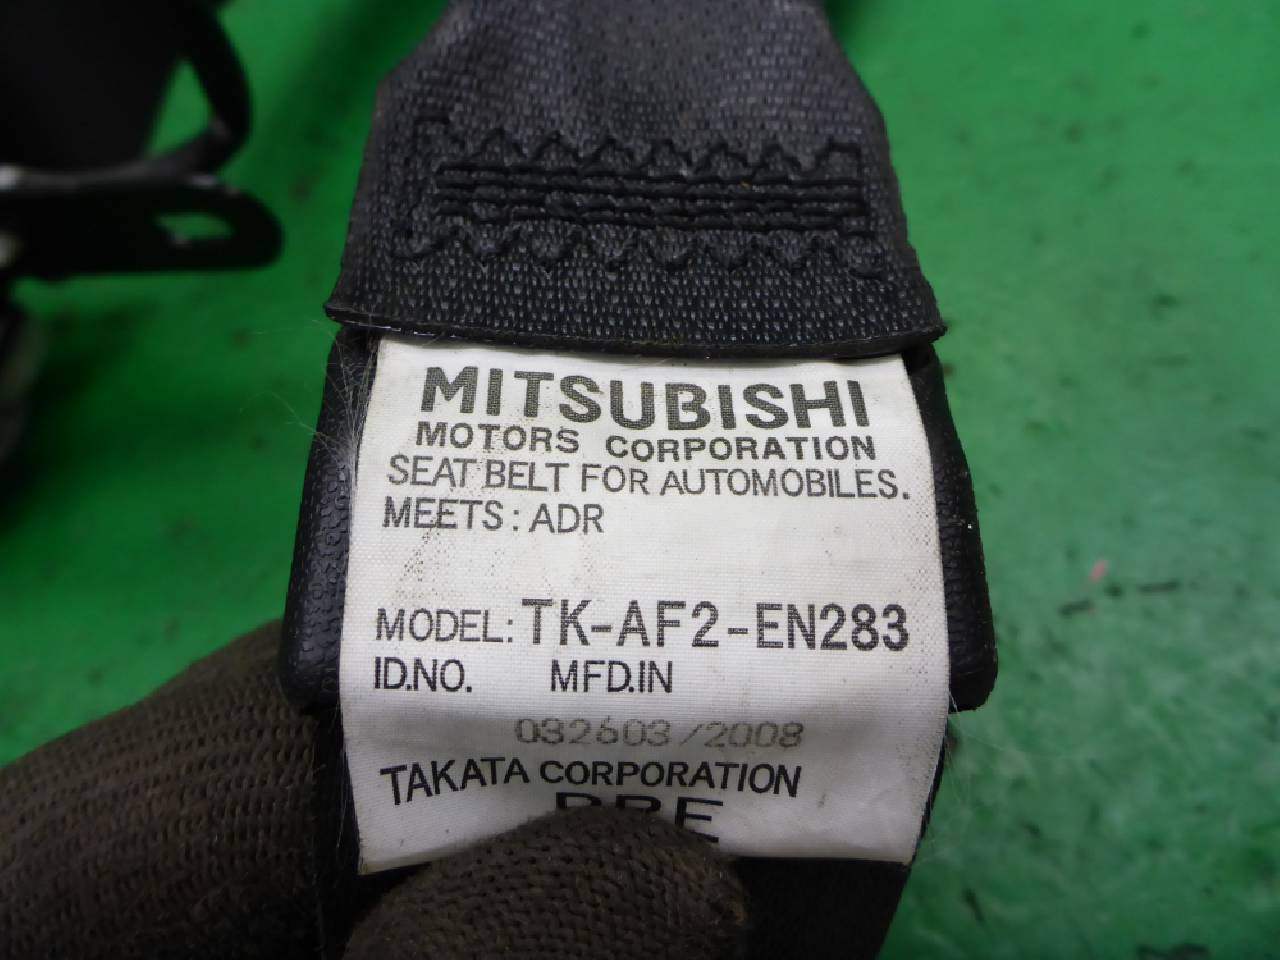 MITSUBISHI
MOTORS CORPORATION
SEAT BELT FOR AUTOMOBILES.
MEETS: ADR
MODEL: TK-AF2-EN283
ID.NO. MFD.IN
032603/2008
TAKATA CORPORATION